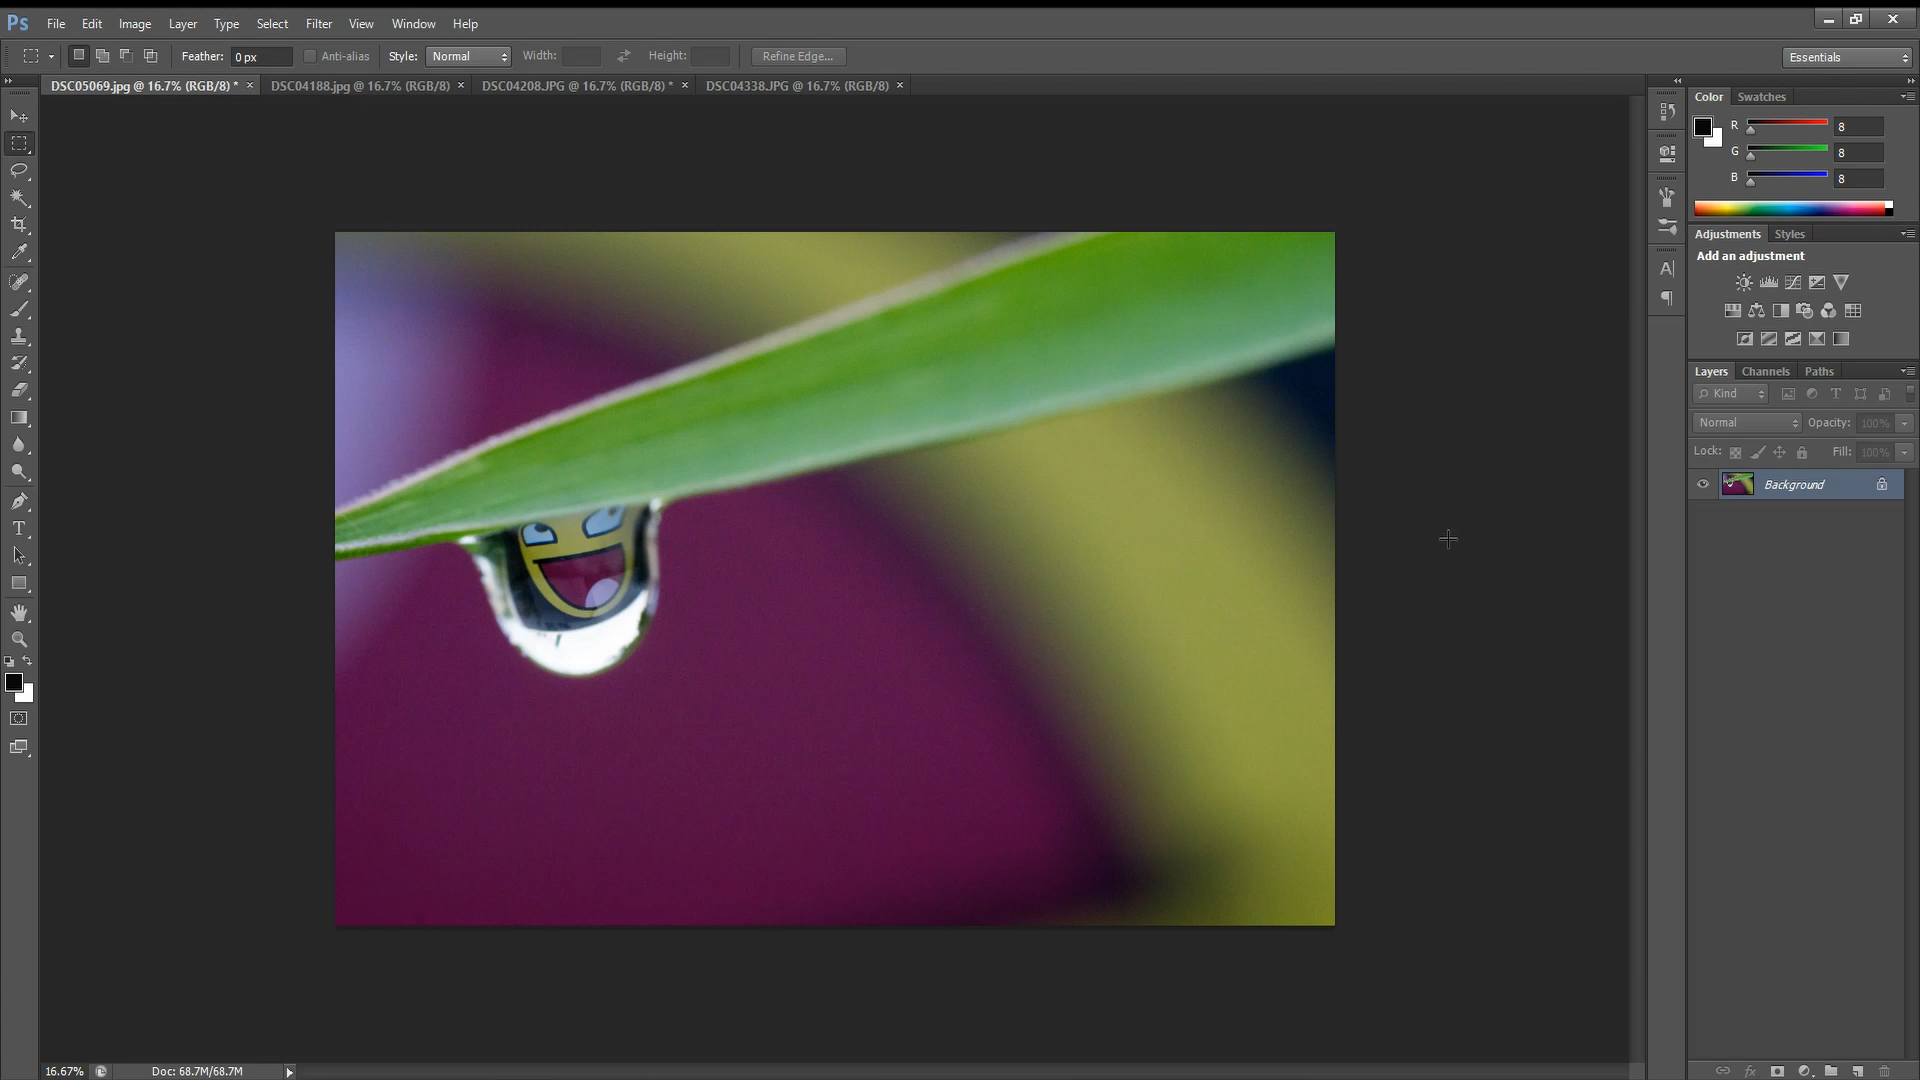 Ps File Edit Image Layer Type Select Filter View Window Help
Feather: 0 px Anti-alias Style: Normal Width: Height: Refine Edge... Essentials
DSC05069.jpg @ 16.7% (RGB/8) * × DSC04188.jpg @ 16.7% (RGB/8) × DSC04208.JPG @ 16.7% (RGB/8) * × DSC04338.JPG @ 16.7% (RGB/8) ×
Color Swatches
R 8
G 8
B 8
Adjustments Styles
Add an adjustment
Layers Channels Paths
Kind
Normal Opacity: 100%
Lock: Fill: 100%
Background
16.67% Doc: 68.7M/68.7M